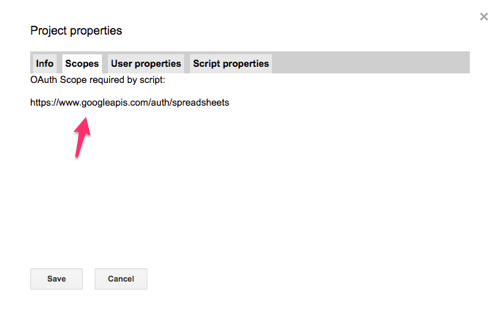 Project properties
Info Scopes User properties Script properties
OAuth Scope required by script:
https://www.googleapis.com/auth/spreadsheets
Save Cancel